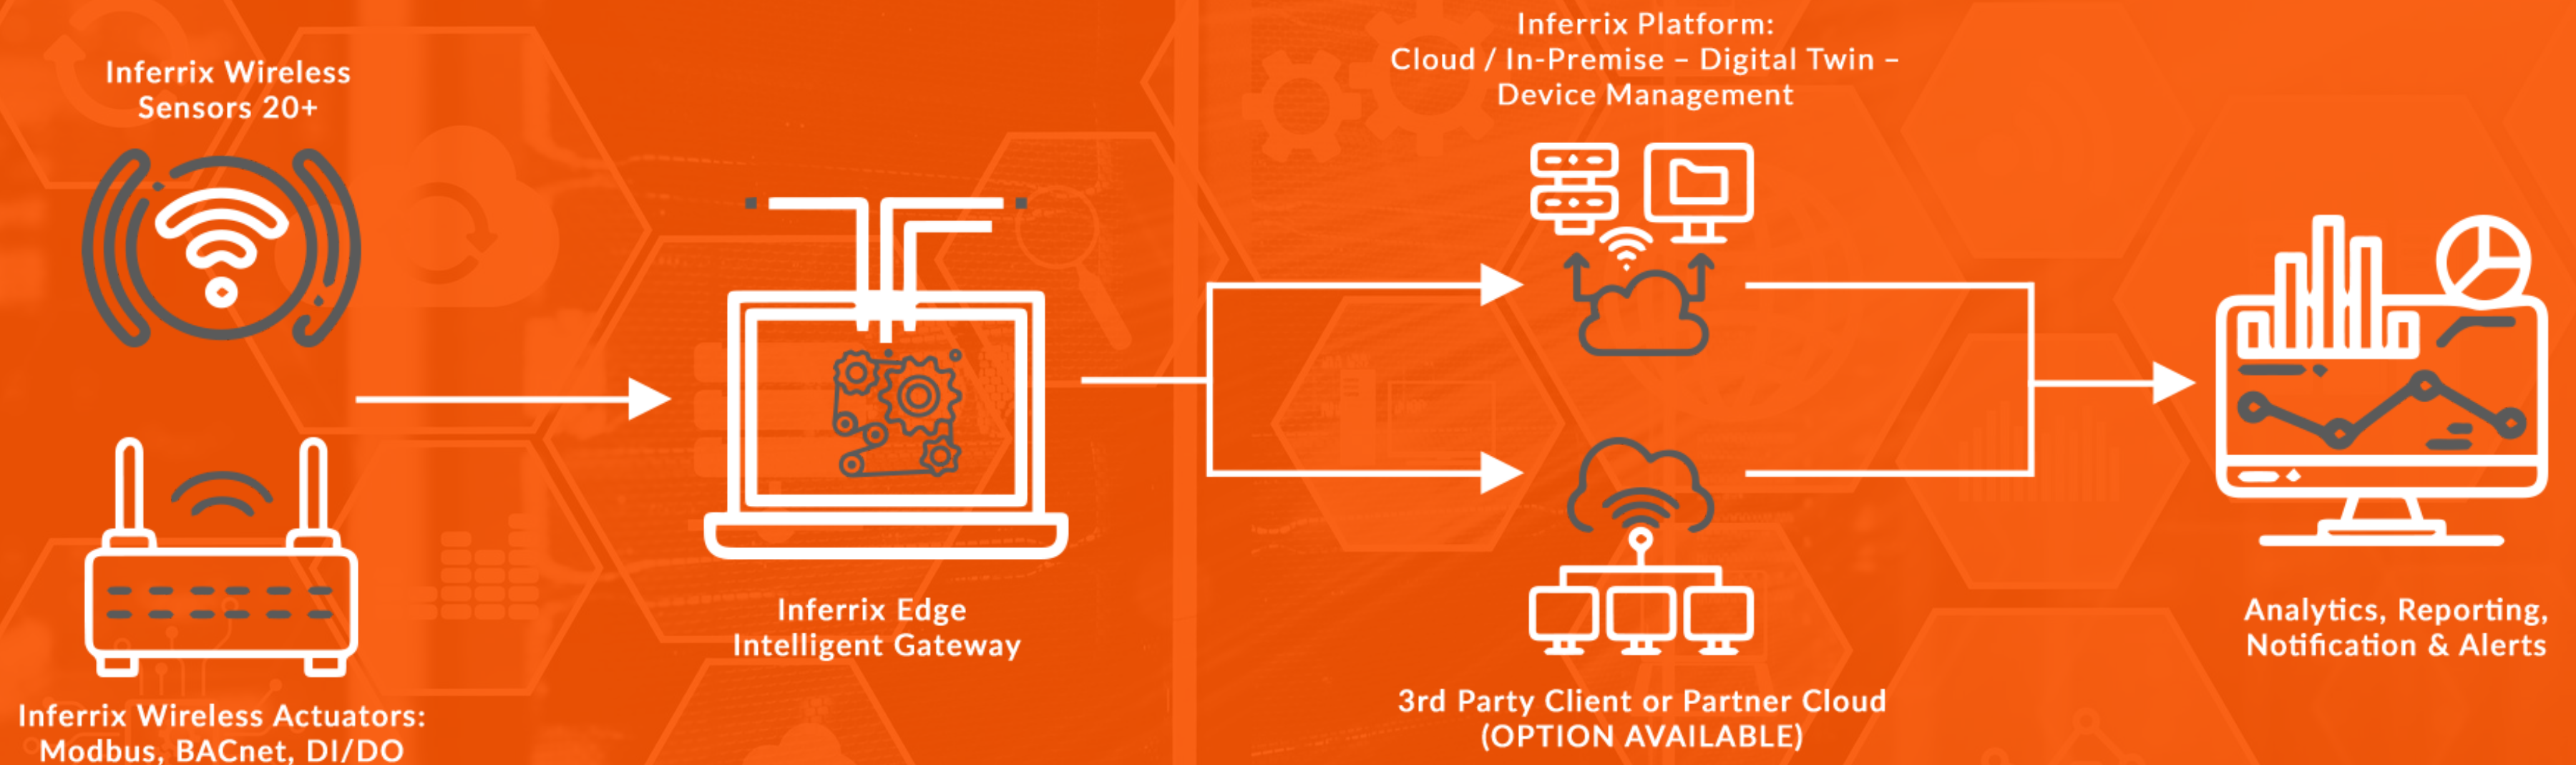 Inferrix Wireless
Sensors 20+
Inferrix Wireless Actuators:
Modbus, BACnet, DI/DO
Inferrix Edge
Intelligent Gateway
Inferrix Platform:
Cloud / In-Premise – Digital Twin –
Device Management
3rd Party Client or Partner Cloud
(OPTION AVAILABLE)
Analytics, Reporting,
Notification & Alerts